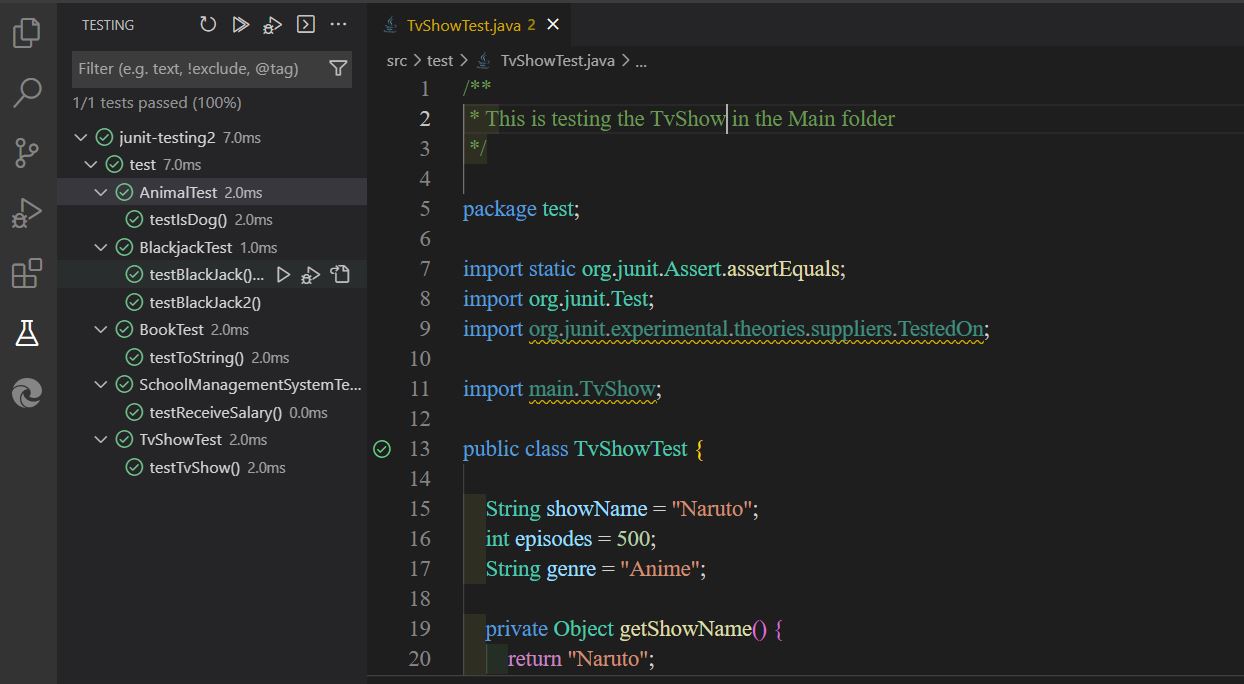 TESTING
Filter (e.g. text, !exclude, @tag)
1/1 tests passed (100%)
junit-testing2 7.0ms
test 7.0ms
AnimalTest 2.0ms
testIsDog() 2.0ms
BlackjackTest 1.0ms
testBlackJack()...
testBlackJack2()
BookTest 2.0ms
testToString() 2.0ms
SchoolManagementSystemTe...
testReceiveSalary() 0.0ms
TvShowTest 2.0ms
testTvShow() 2.0ms
TvShowTest.java 2
src > test > TvShowTest.java > ...
1 /**
2 * This is testing the TvShow in the Main folder
3 */
4
5 package test;
6
7 import static org.junit.Assert.assertEquals;
8 import org.junit.Test;
9 import org.junit.experimental.theories.suppliers.TestedOn;
10
11 import main.TvShow;
12
13 public class TvShowTest {
14
15 String showName = "Naruto";
16 int episodes = 500;
17 String genre = "Anime";
18
19 private Object getShowName() {
20 return "Naruto";